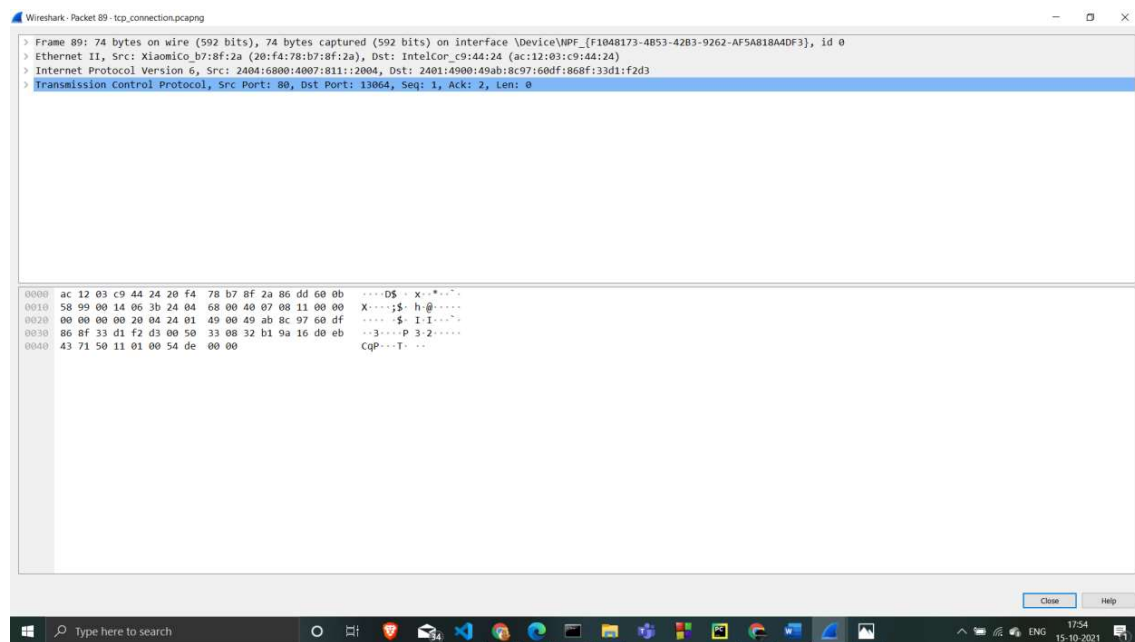 Wireshark · Packet 89 · tcp_connection.pcapng
Frame 89: 74 bytes on wire (592 bits), 74 bytes captured (592 bits) on interface \Device\NPF_{F1048173-4B53-42B3-9262-AF5A818A4DF3}, id 0
Ethernet II, Src: XiaomiCo_b7:8f:2a (20:f4:78:b7:8f:2a), Dst: IntelCor_c9:44:24 (ac:12:03:c9:44:24)
Internet Protocol Version 6, Src: 2404:6800:4007:811::2004, Dst: 2401:4900:49ab:8c97:60df:868f:33d1:f2d3
Transmission Control Protocol, Src Port: 80, Dst Port: 13064, Seq: 1, Ack: 2, Len: 0
0000 ac 12 03 c9 44 24 20 f4 78 b7 8f 2a 86 dd 60 0b ····D$ · x··*··`·
0010 58 99 00 14 06 3b 24 04 68 00 40 07 08 11 00 00 X····;$· h·@·····
0020 00 00 00 00 20 04 24 01 49 00 49 ab 8c 97 60 df ···· ·$· I·I···`·
0030 86 8f 33 d1 f2 d3 00 50 33 08 32 b1 9a 16 d0 eb ··3····P 3·2·····
0040 43 71 50 11 01 00 54 de 00 00 CqP···T· ··
Close Help
Type here to search
34
ENG
17:54
15-10-2021